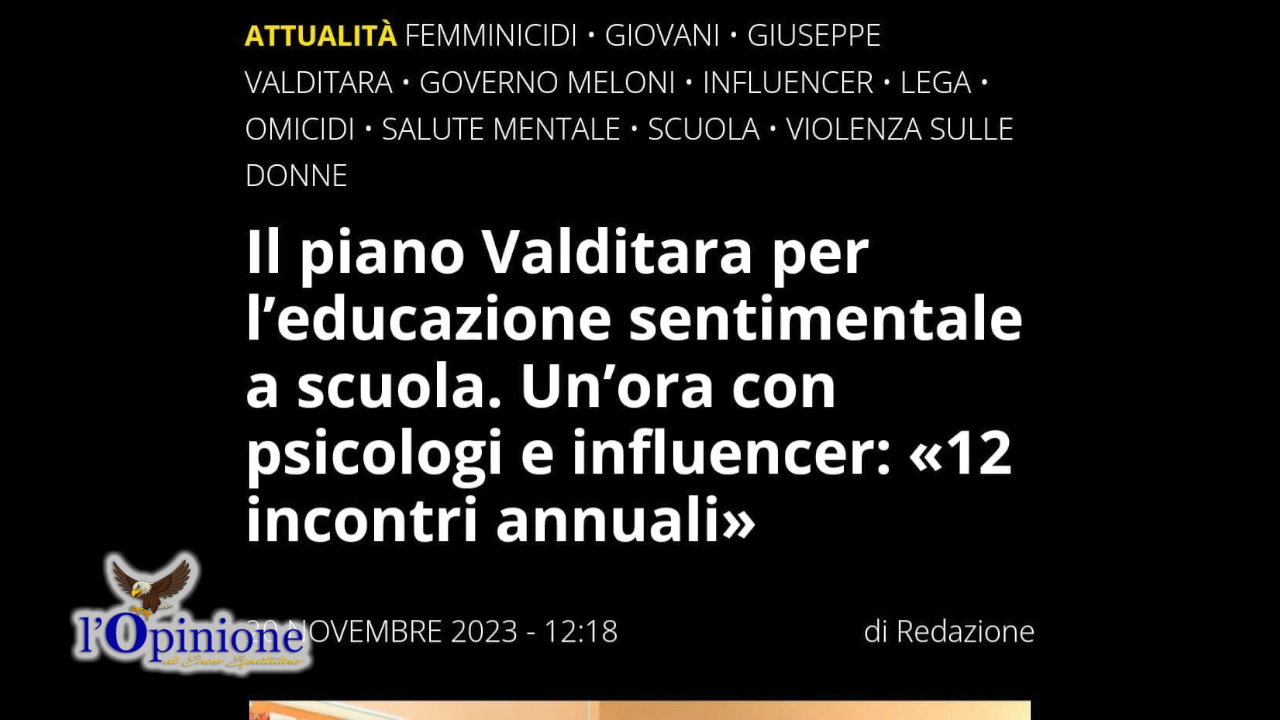 ATTUALITÀ FEMMINICIDI • GIOVANI • GIUSEPPE
VALDITARA • GOVERNO MELONI • INFLUENCER • LEGA •
OMICIDI • SALUTE MENTALE • SCUOLA • VIOLENZA SULLE
DONNE
Il piano Valditara per
l’educazione sentimentale
a scuola. Un’ora con
psicologi e influencer: «12
incontri annuali»
20 NOVEMBRE 2023 - 12:18
di Redazione
l’Opinione